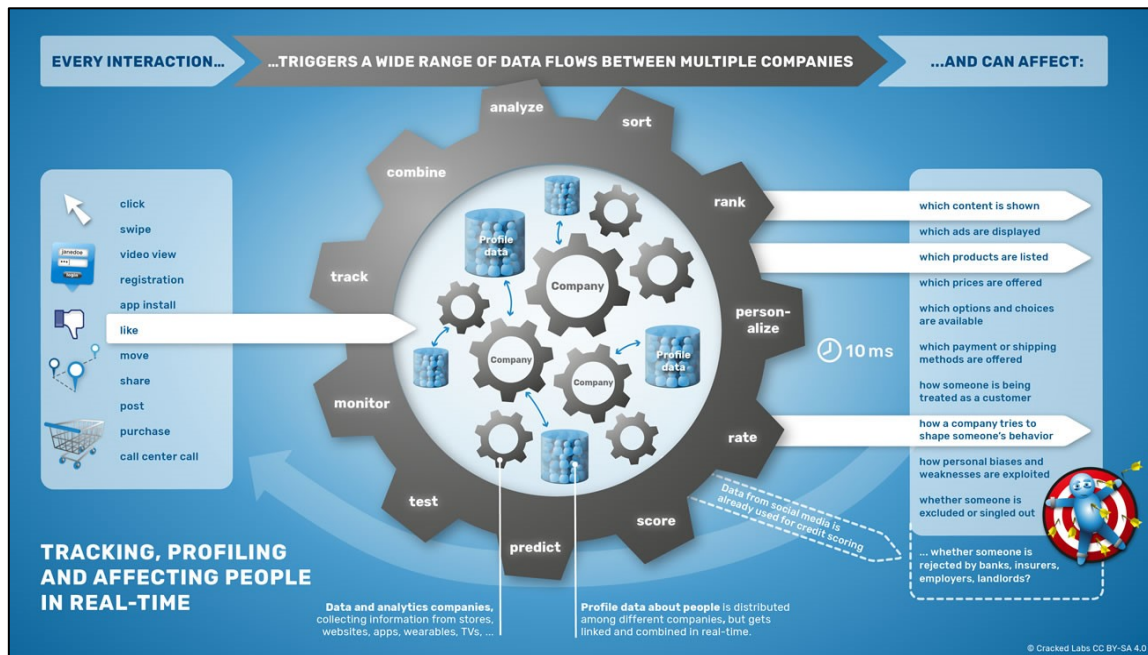 EVERY INTERACTION...
...TRIGGERS A WIDE RANGE OF DATA FLOWS BETWEEN MULTIPLE COMPANIES
...AND CAN AFFECT:
click
swipe
video view
registration
app install
like
move
share
post
purchase
call center call
janedoe
***
login
analyze
sort
combine
rank
track
person-
alize
monitor
rate
test
score
predict
Profile
data
Company
Company
Profile
data
Company
10 ms
which content is shown
which ads are displayed
which products are listed
which prices are offered
which options and choices
are available
which payment or shipping
methods are offered
how someone is being
treated as a customer
how a company tries to
shape someone's behavior
how personal biases and
weaknesses are exploited
whether someone is
excluded or singled out
... whether someone is
rejected by banks, insurers,
employers, landlords?
Data from social media is
already used for credit scoring
TRACKING, PROFILING
AND AFFECTING PEOPLE
IN REAL-TIME
Data and analytics companies,
collecting information from stores,
websites, apps, wearables, TVs, ...
Profile data about people is distributed
among different companies, but gets
linked and combined in real-time.
© Cracked Labs CC BY-SA 4.0